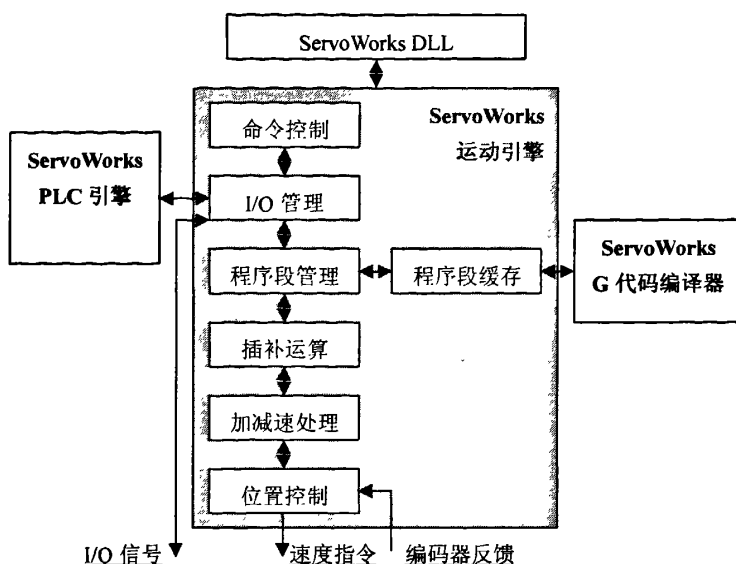 ServoWorks DLL
命令控制
ServoWorks
运动引擎
ServoWorks
PLC 引擎
I/O 管理
程序段管理
程序段缓存
ServoWorks
G 代码编译器
插补运算
加减速处理
位置控制
I/O 信号
速度指令
编码器反馈